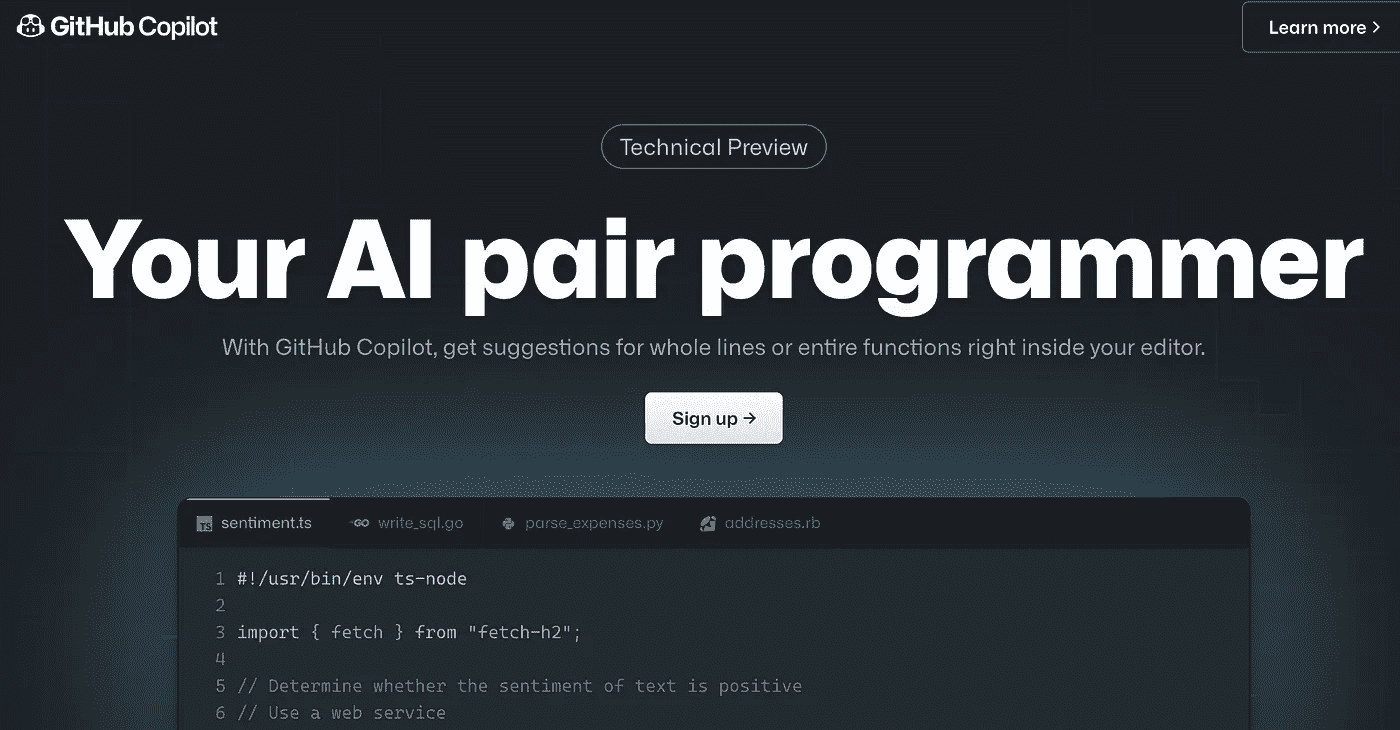 GitHub Copilot
Learn more >
Technical Preview
Your AI pair programmer
With GitHub Copilot, get suggestions for whole lines or entire functions right inside your editor.
Sign up →
TS sentiment.ts GO write_sql.go parse_expenses.py addresses.rb
1 #!/usr/bin/env ts-node
2
3 import { fetch } from "fetch-h2";
4
5 // Determine whether the sentiment of text is positive
6 // Use a web service